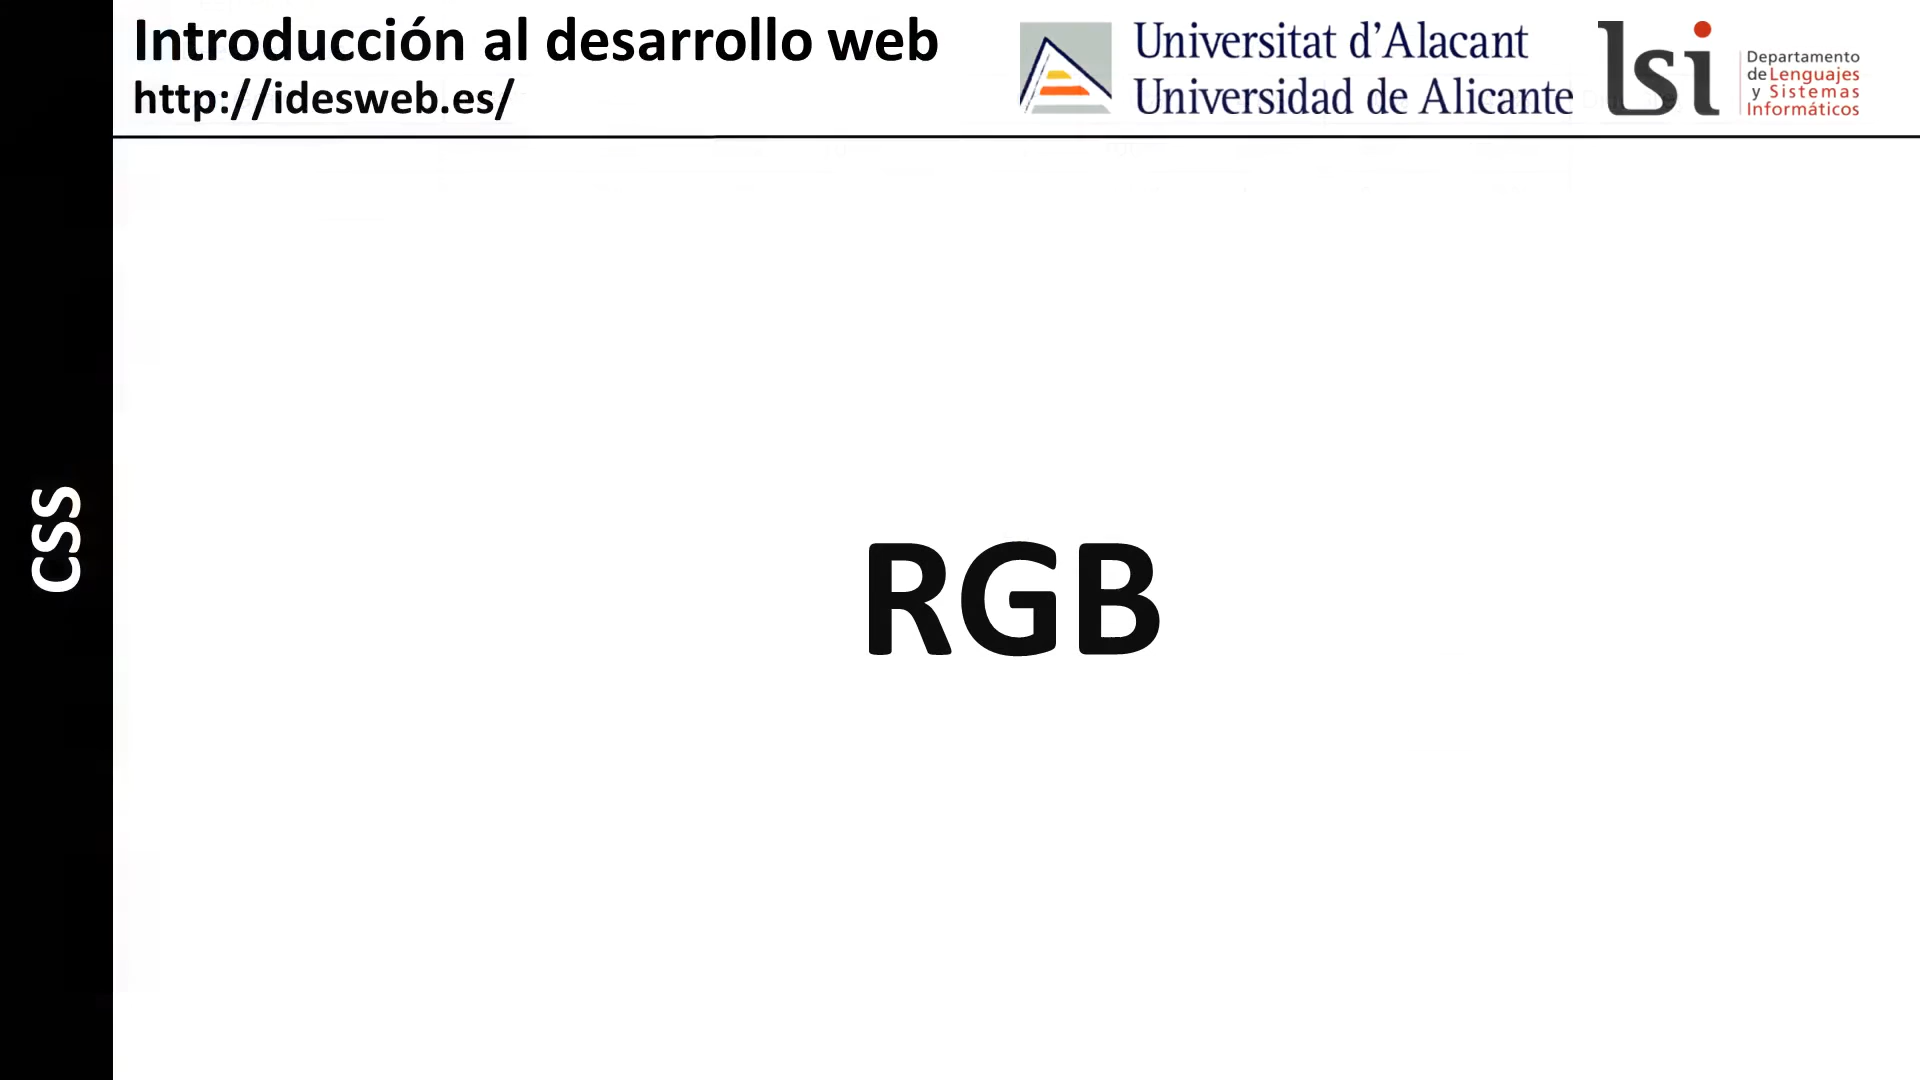 Introducción al desarrollo web
http://idesweb.es/
Universitat d'Alacant
Universidad de Alicante
lsi
Departamento
de Lenguajes
y Sistemas
Informáticos
CSS
RGB